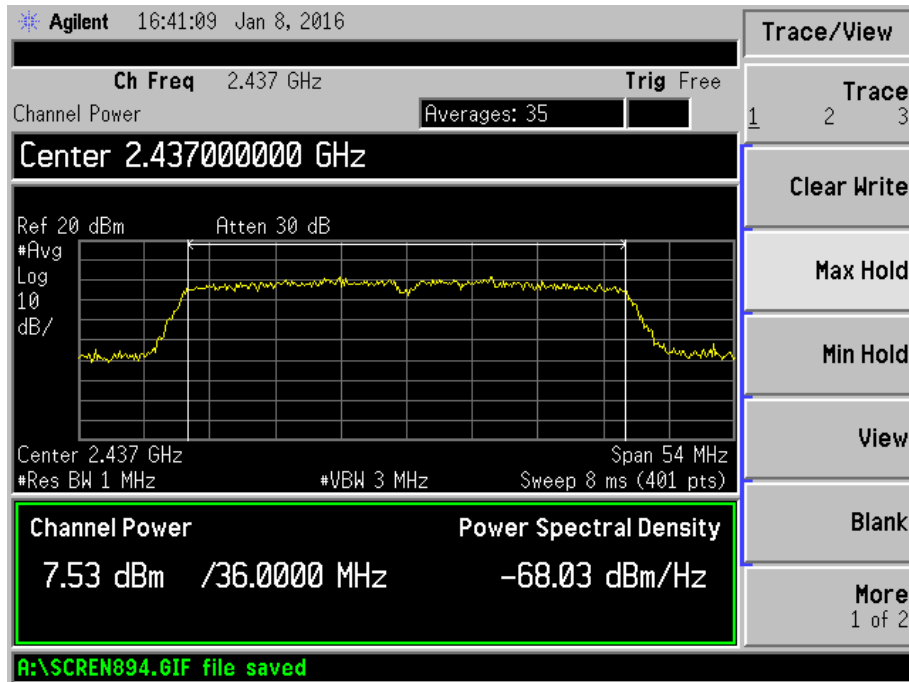 Agilent 16:41:09 Jan 8, 2016
Trace/View
Ch Freq 2.437 GHz Trig Free
Channel Power Averages: 35
Center 2.437000000 GHz
Ref 20 dBm Atten 30 dB
#Avg
Log
10
dB/
Center 2.437 GHz Span 54 MHz
#Res BW 1 MHz #VBW 3 MHz Sweep 8 ms (401 pts)
Channel Power Power Spectral Density
7.53 dBm /36.0000 MHz -68.03 dBm/Hz
A:\SCREN894.GIF file saved
Trace
1 2 3
Clear Write
Max Hold
Min Hold
View
Blank
More
1 of 2